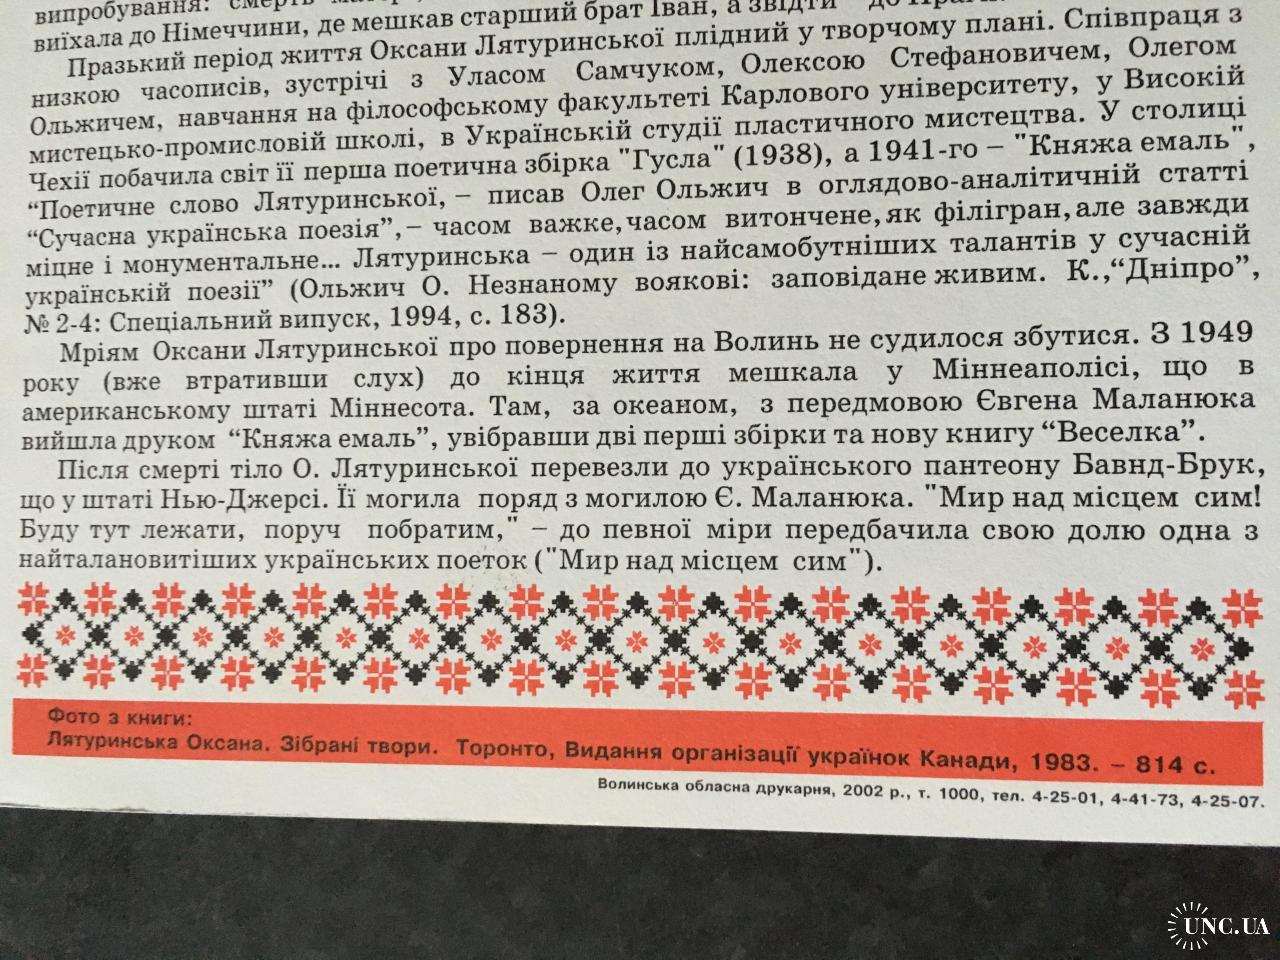 випробування: смерть
виїхала до Німеччини, де мешкав старший брат Іван, а звідти – до
Празький період життя Оксани Лятуринської плідний у творчому плані. Співпраця з
низкою часописів, зустрічі з Уласом Самчуком, Олексою Стефановичем, Олегом
Ольжичем, навчання на філософському факультеті Карлового університету, у Високій
мистецько-промисловій школі, в Українській студії пластичного мистецтва. У столиці
Чехії побачила світ її перша поетична збірка "Гусла" (1938), а 1941-го – "Княжа емаль",
“Поетичне слово Лятуринської, – писав Олег Ольжич в оглядово-аналітичній статті
“Сучасна українська поезія”, – часом важке, часом витончене, як філігран, але завжди
міцне і монументальне... Лятуринська – один із найсамобутніших талантів у сучасній
українській поезії” (Ольжич О. Незнаному воякові: заповідане живим. К.,“Дніпро”,
№ 2-4: Спеціальний випуск, 1994, с. 183).
Мріям Оксани Лятуринської про повернення на Волинь не судилося збутися. З 1949
року (вже втративши слух) до кінця життя мешкала у Міннеаполісі, що в
американському штаті Міннесота. Там, за океаном, з передмовою Євгена Маланюка
вийшла друком “Княжа емаль”, увібравши дві перші збірки та нову книгу “Веселка”.
Після смерті тіло О. Лятуринської перевезли до українського пантеону Бавнд-Брук,
що у штаті Нью-Джерсі. Її могила поряд з могилою Є. Маланюка. "Мир над місцем сим!
Буду тут лежати, поруч побратим," – до певної міри передбачила свою долю одна з
найталановитіших українських поеток ("Мир над місцем сим").
Фото з книги:
Лятуринська Оксана. Зібрані твори. Торонто, Видання організації українок Канади, 1983. – 814 с.
Волинська обласна друкарня, 2002 р., т. 1000, тел. 4-25-01, 4-41-73, 4-25-07.
UNC.UA